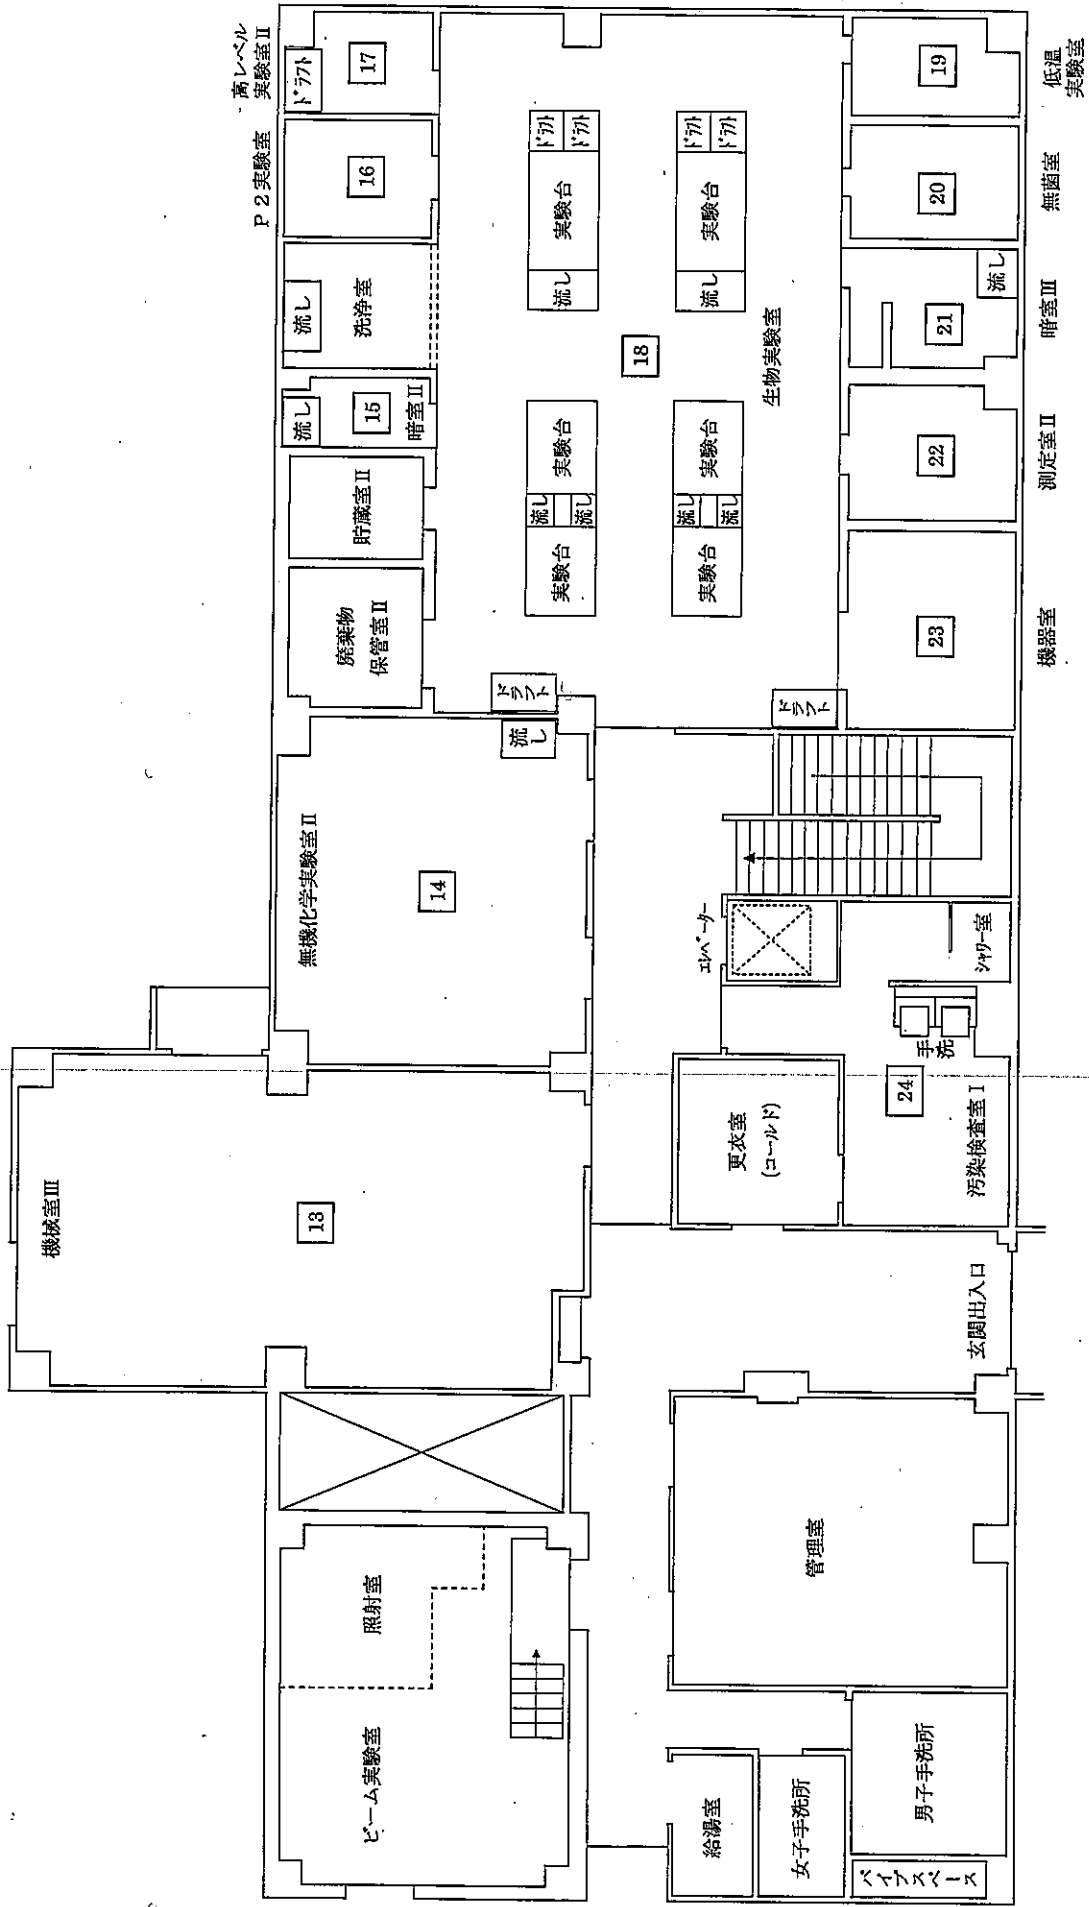 機械室Ⅲ
13
ビーム実験室
照射室
無機化学実験室Ⅱ
14
流し
廃棄物
保管室Ⅱ
貯蔵室Ⅱ
流し
15
暗室Ⅱ
流し
洗浄室
P2実験室
16
高レベル
実験室Ⅱ
ドラフト
17
ドラフト
実験台
流し
流し
実験台
流し
実験台
ドラフト
ドラフト
18
生物実験室
実験台
流し
流し
実験台
流し
実験台
ドラフト
ドラフト
ドラフト
給湯室
女子手洗所
男子手洗所
パイプスペース
管理室
玄関出入口
更衣室
(コールド)
24
汚染検査室Ⅰ
手洗
エレベーター
シャワー室
23
機器室
22
測定室Ⅱ
21
流し
暗室Ⅲ
20
無菌室
19
低温
実験室